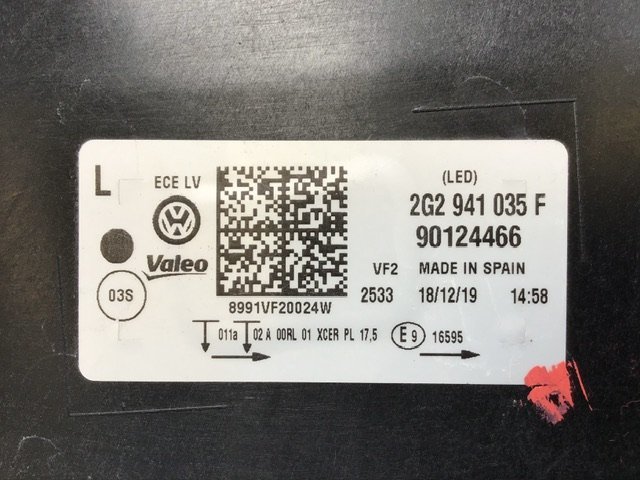 L
ECE LV
VW
Valeo
03S
8991VF20024W
(LED)
2G2 941 035 F
90124466
VF2 MADE IN SPAIN
2533 18/12/19 14:58
011a 02 A 00RL 01 XCER PL 17,5 E9 16595